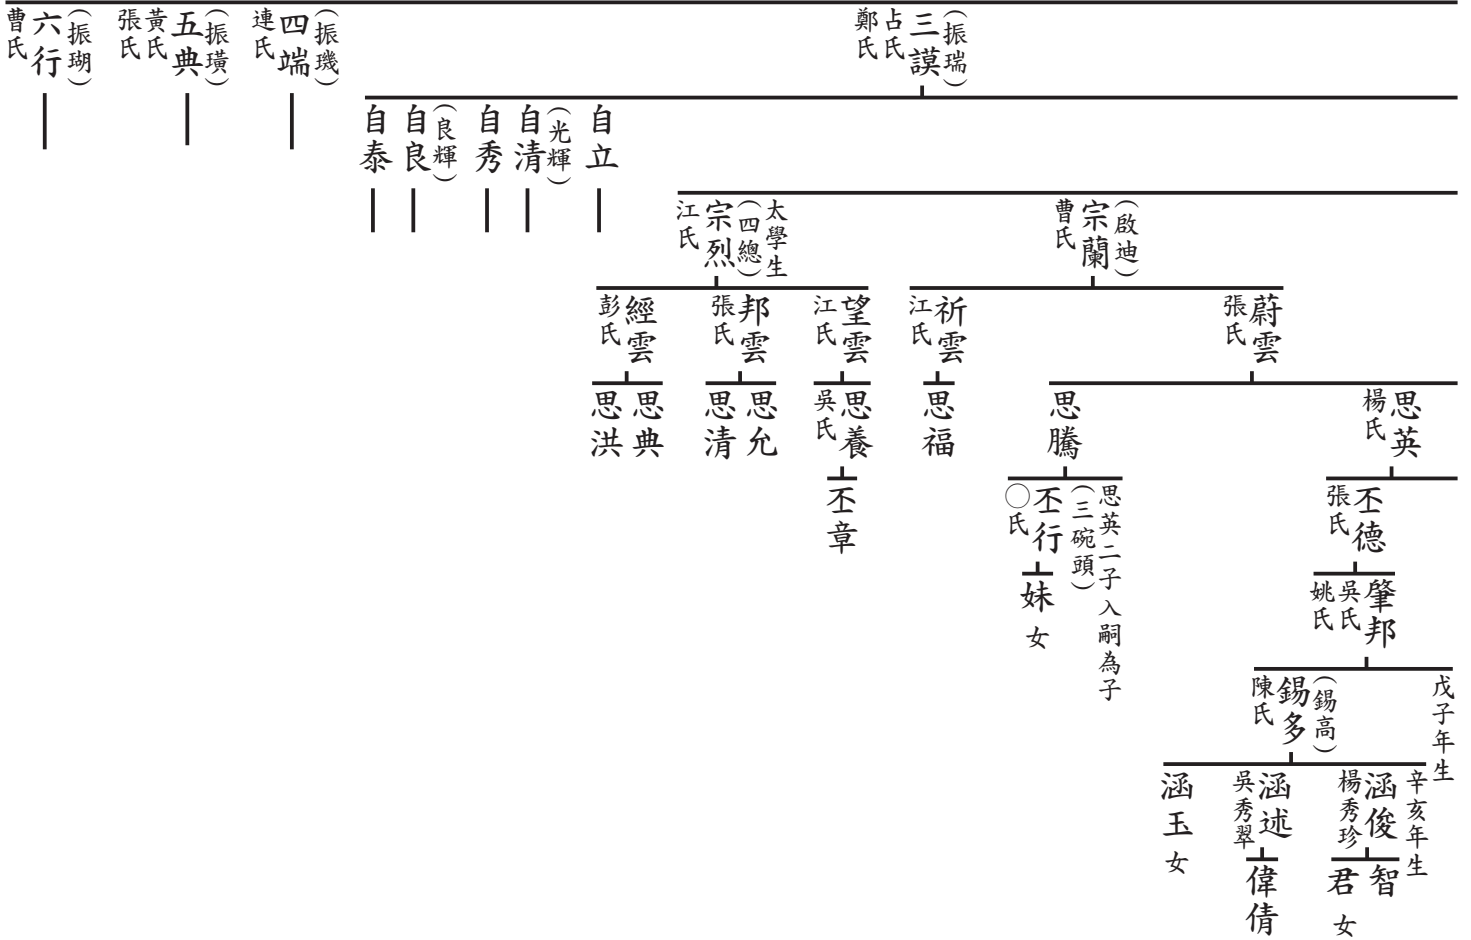 (振瑞)
三謨
占氏
鄭氏
(振璣)
四端
連氏
(振璜)
五典
黃氏
張氏
(振瑚)
六行
曹氏
自立
(光輝)
自清
自秀
(良輝)
自良
自泰
(啟迪)
宗蘭
曹氏
太學生
(四總)
宗烈
江氏
蔚雲
張氏
祈雲
江氏
望雲
江氏
邦雲
張氏
經雲
彭氏
思英
楊氏
思騰
思福
思養
吳氏
思允
思清
思典
思洪
丕德
張氏
思英二子入嗣為子
(三碗頭)
丕行
○氏
丕章
肇邦
吳氏
姚氏
妹 女
戊子年生
(錫高)
錫多
陳氏
辛亥年生
涵俊
楊秀珍
涵述
吳秀翠
涵玉 女
智
君 女
偉倩